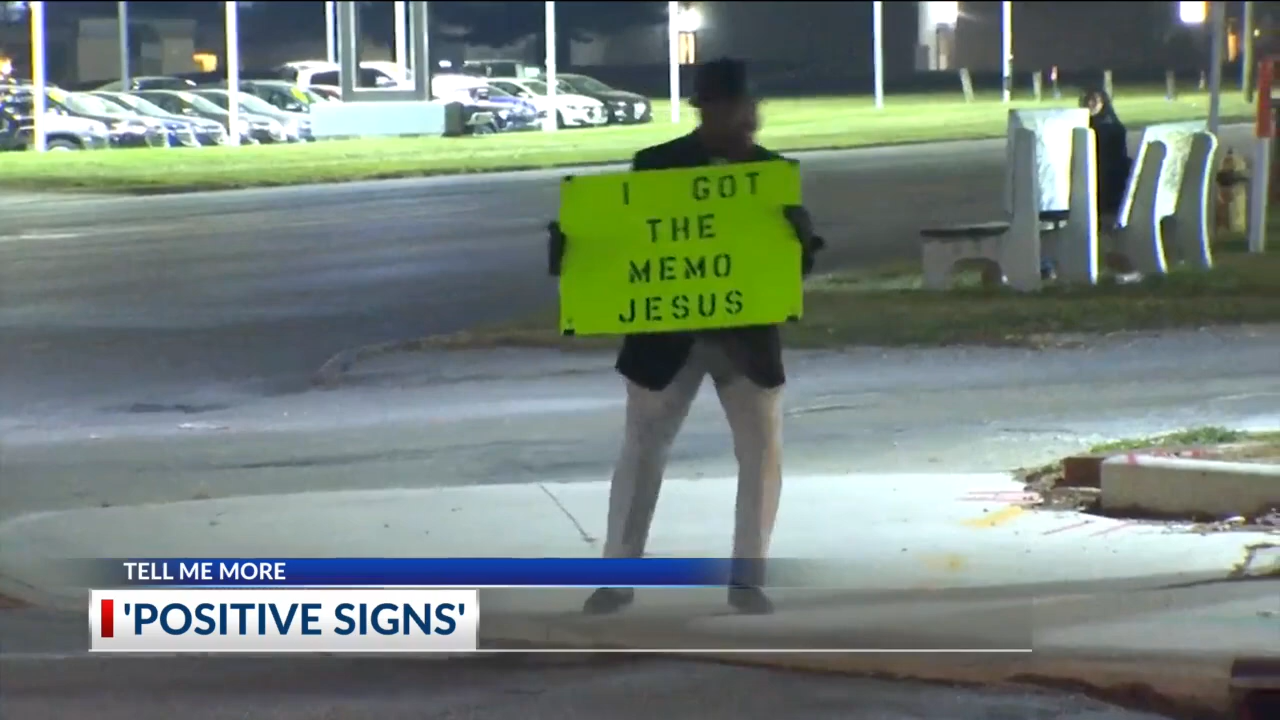 I GOT
THE
MEMO
JESUS
TELL ME MORE
'POSITIVE SIGNS'